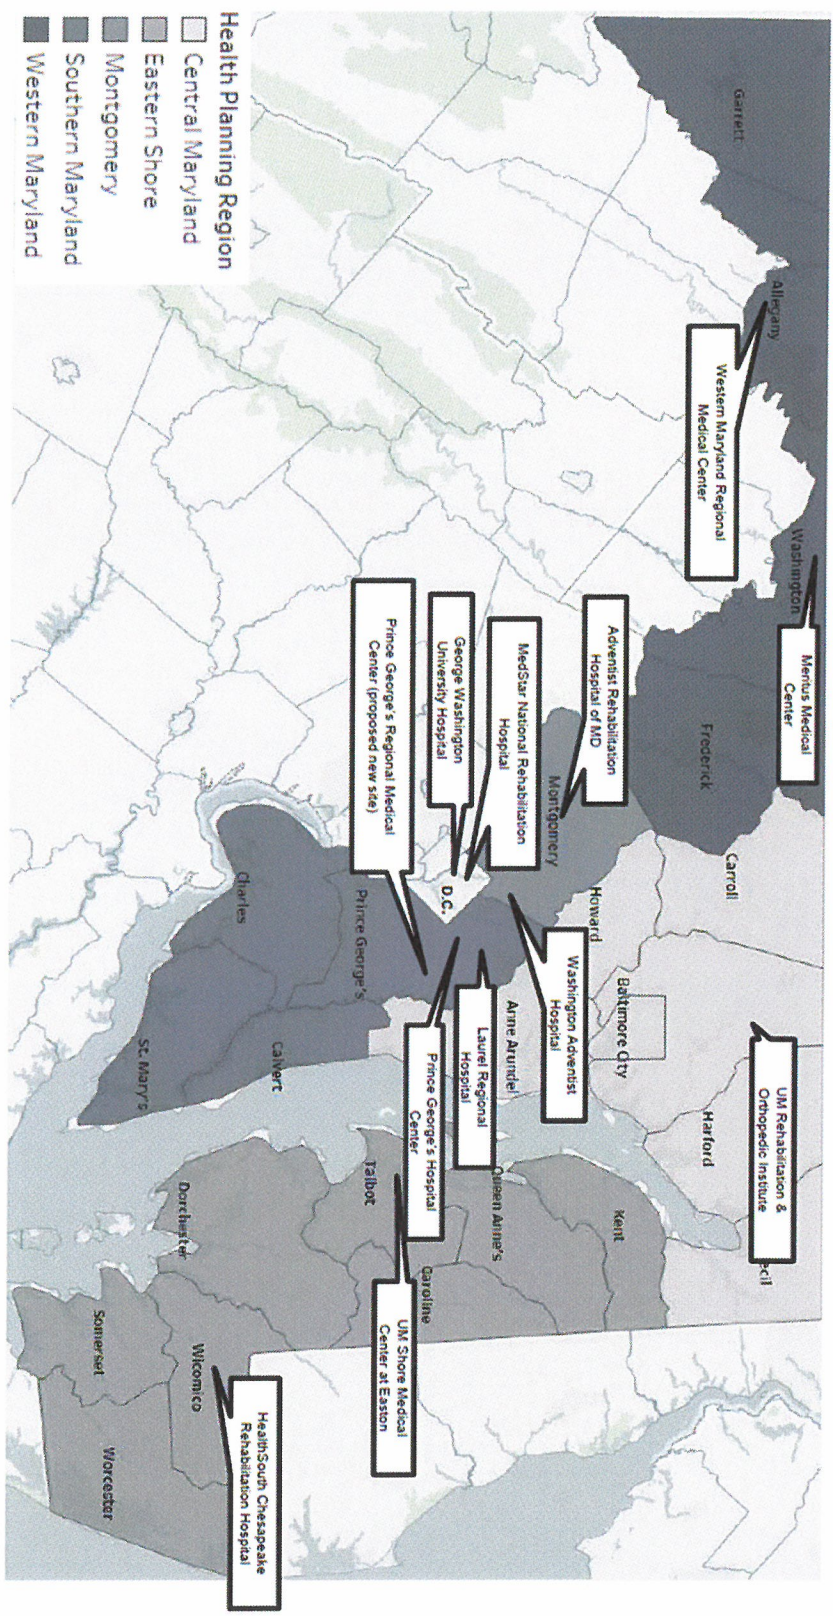 Garrett
Allegany
Western Maryland Regional
Medical Center
Washington
Meritus Medical
Center
Frederick
Carroll
Adventist Rehabilitation
Hospital of MD
Montgomery
Howard
MedStar National Rehabilitation
Hospital
George Washington
University Hospital
Prince George's Regional Medical
Center (proposed new site)
D.C.
Baltimore City
UM Rehabilitation &
Orthopedic Institute
Harford
ecil
Washington Adventist
Hospital
Anne Arundel
Laurel Regional
Hospital
Prince George's Hospital
Center
Prince George's
Charles
Calvert
St. Mary's
Kent
Queen Anne's
Talbot
Caroline
UM Shore Medical
Center at Easton
Dorchester
Wicomico
Somerset
Worcester
HealthSouth Chesapeake
Rehabilitation Hospital
Health Planning Region
Central Maryland
Eastern Shore
Montgomery
Southern Maryland
Western Maryland